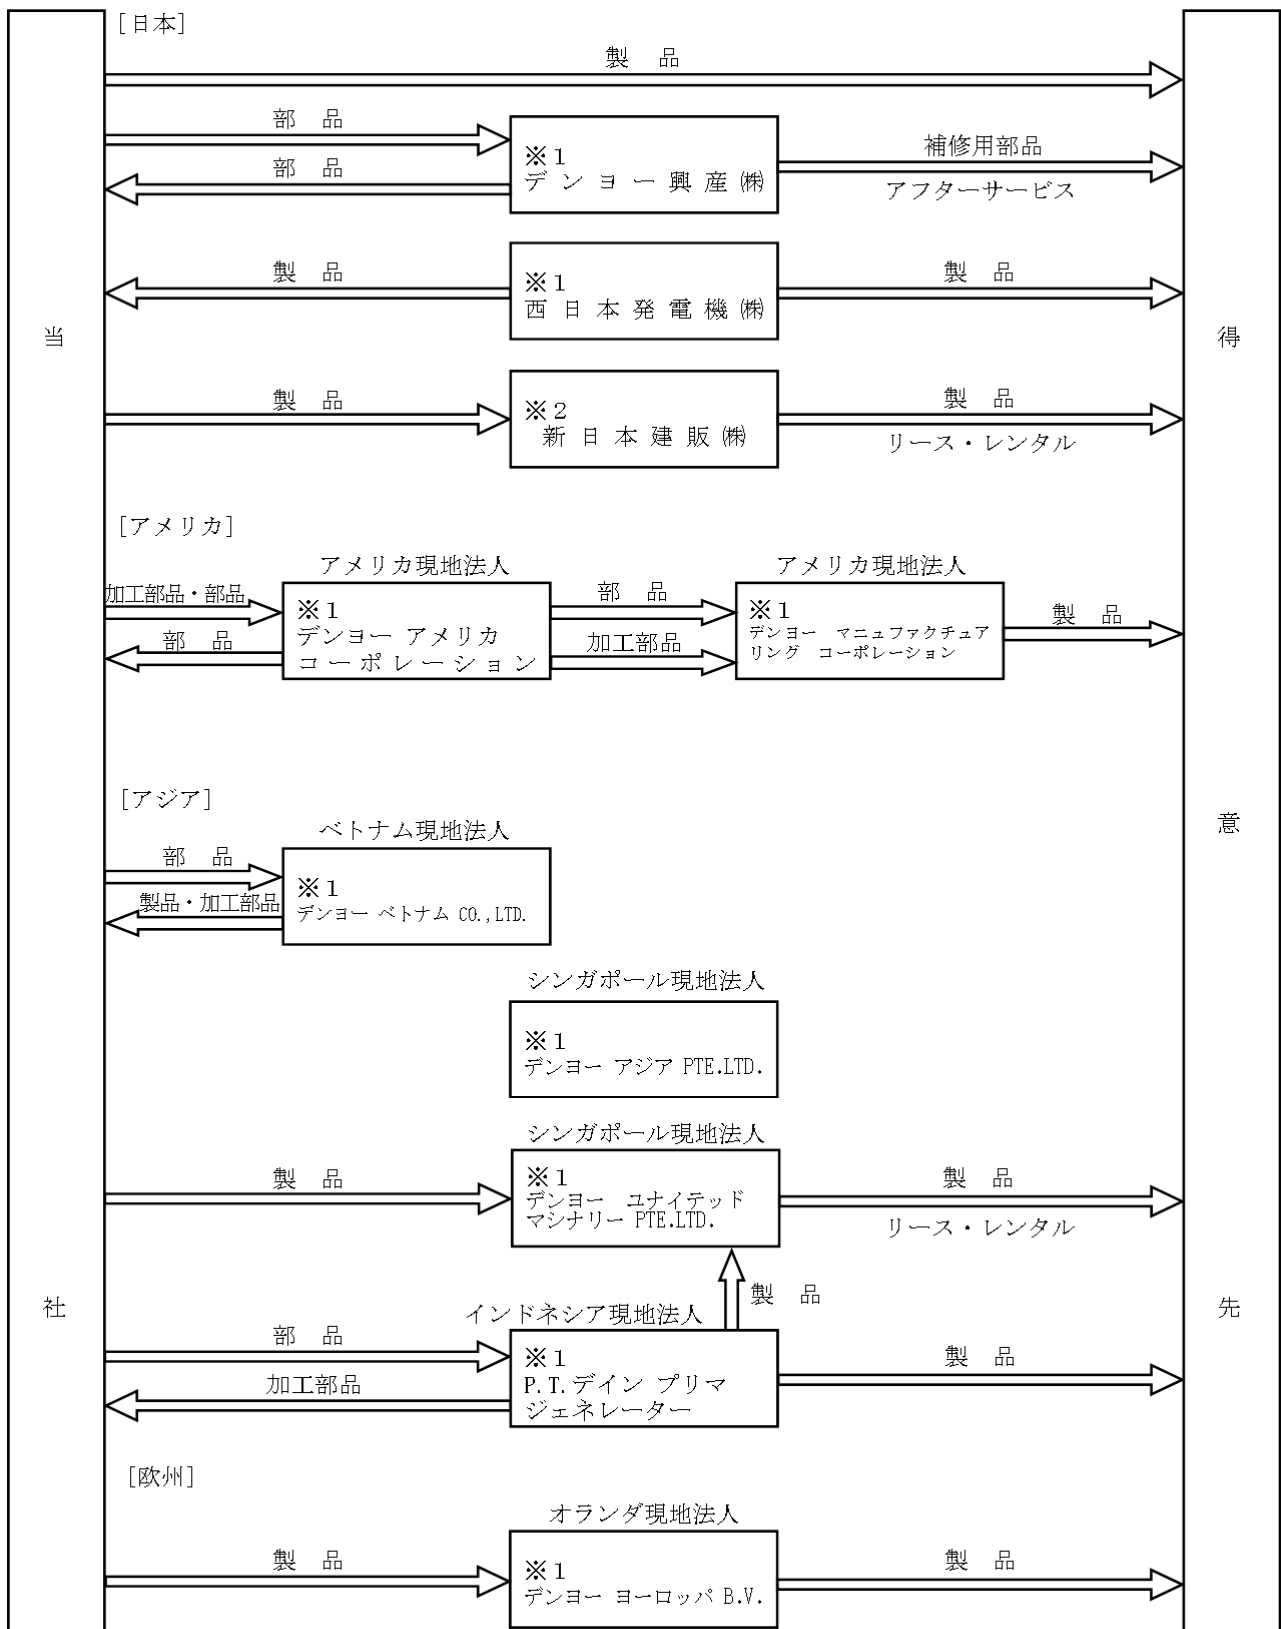 [日本]
製 品
部 品
部 品
※1
デンヨー興産㈱
補修用部品
アフターサービス
製 品
※1
西日本発電機㈱
製 品
当
得
製 品
※2
新日本建販㈱
製 品
リース・レンタル
[アメリカ]
アメリカ現地法人
アメリカ現地法人
加工部品・部品
部 品
※1
デンヨー アメリカ
コーポレーション
部 品
加工部品
※1
デンヨー マニュファクチュア
リング コーポレーション
製 品
[アジア]
意
ベトナム現地法人
部 品
製品・加工部品
※1
デンヨー ベトナム CO.,LTD.
シンガポール現地法人
※1
デンヨー アジア PTE.LTD.
シンガポール現地法人
製 品
※1
デンヨー ユナイテッド
マシナリー PTE.LTD.
製 品
リース・レンタル
製 品
社
先
インドネシア現地法人
部 品
加工部品
※1
P.T.デイン プリマ
ジェネレーター
製 品
[欧州]
オランダ現地法人
製 品
※1
デンヨー ヨーロッパ B.V.
製 品